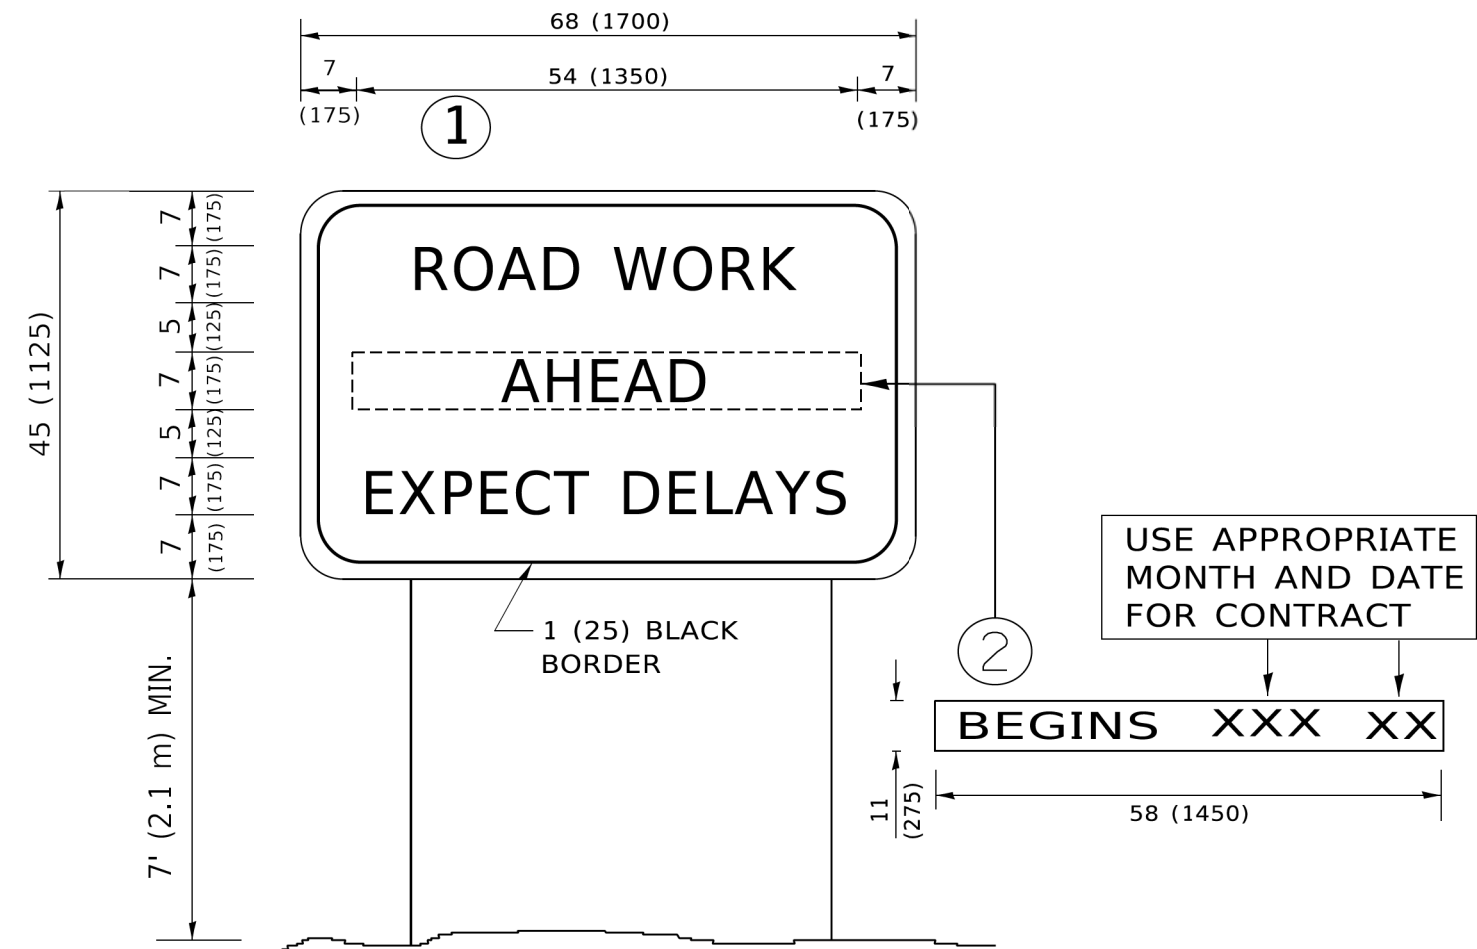 68 (1700)
7
54 (1350)
7
(175)
(175)
1
45 (1125)
7
(175)
7
(175)
5
(125)
7
(175)
5
(125)
7
(175)
7
(175)
ROAD WORK
AHEAD
EXPECT DELAYS
1 (25) BLACK
BORDER
7' (2.1 m) MIN.
2
USE APPROPRIATE
MONTH AND DATE
FOR CONTRACT
BEGINS XXX XX
11
(275)
58 (1450)